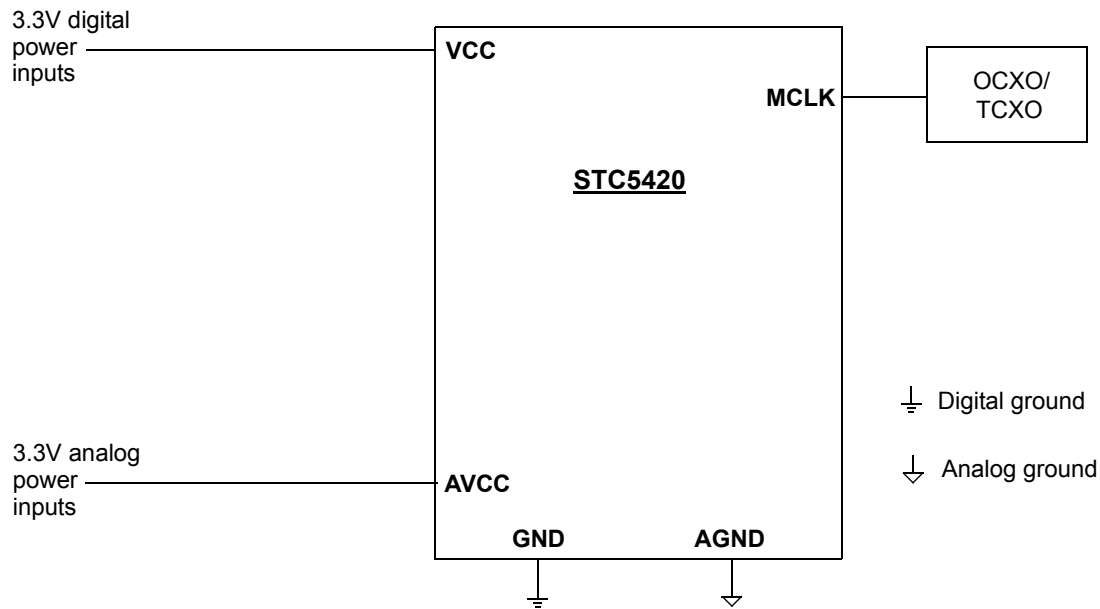 3.3V digital
power
inputs
VCC
MCLK
OCXO/
TCXO
STC5420
Digital ground
Analog ground
3.3V analog
power
inputs
AVCC
GND
AGND